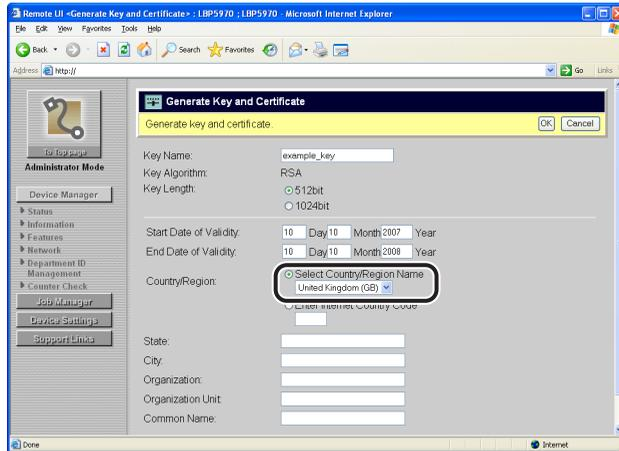 Remote UI <Generate Key and Certificate> : LBP5970 ; LBP5970 - Microsoft Internet Explorer
File Edit View Favorites Tools Help
Back Search Favorites
Address http:// Go Links
To Top page
Administrator Mode
Device Manager
Status
Information
Features
Network
Department ID
Management
Counter Check
Job Manager
Device Settings
Support Links
Generate Key and Certificate
Generate key and certificate. OK Cancel
Key Name: example_key
Key Algorithm: RSA
Key Length: 512bit
1024bit
Start Date of Validity: 10 Day 10 Month 2007 Year
End Date of Validity: 10 Day 10 Month 2008 Year
Country/Region: Select Country/Region Name
United Kingdom (GB)
Enter Internet Country Code
State:
City:
Organization:
Organization Unit:
Common Name:
Done Internet